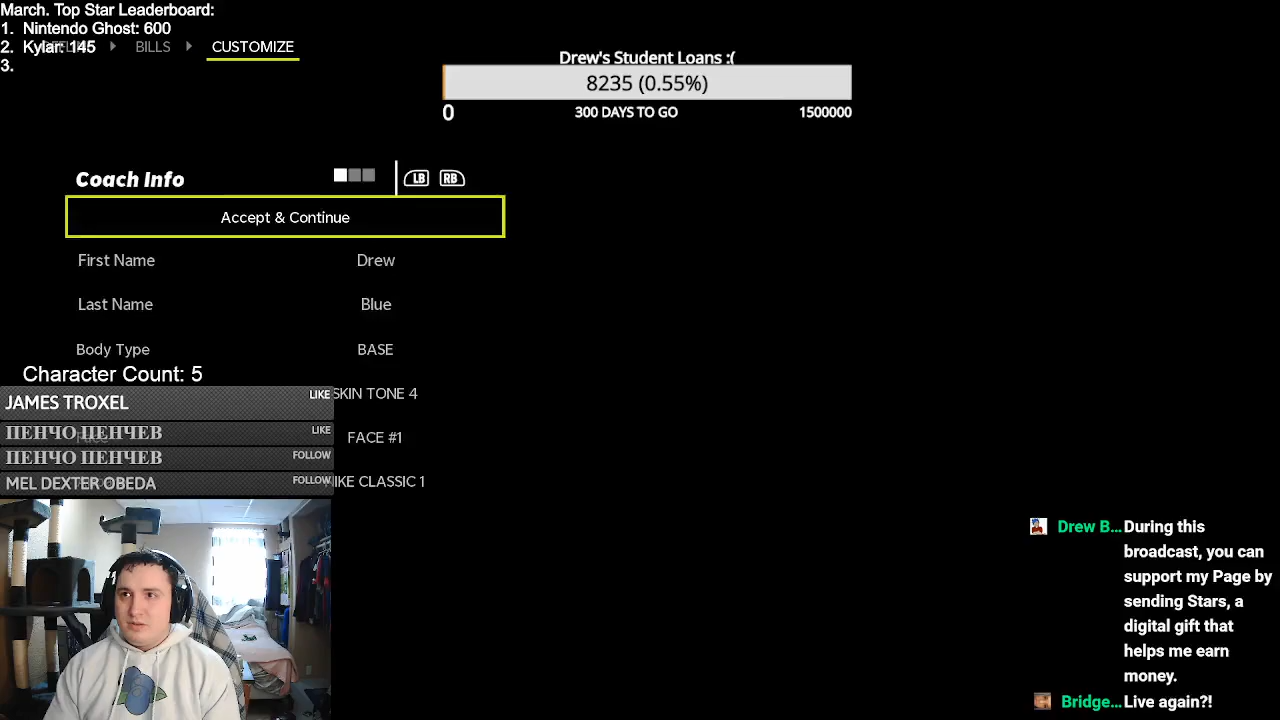 March. Top Star Leaderboard:
1. Nintendo Ghost: 600
2. Kylar: 145
3.
BILLS
CUSTOMIZE
Drew's Student Loans :(
8235 (0.55%)
0
300 DAYS TO GO
1500000
Coach Info
LB RB
Accept & Continue
First Name Drew
Last Name Blue
Body Type BASE
Character Count: 5
SKIN TONE 4
JAMES TROXEL LIKE
ПЕНЧО ПЕНЧЕВ LIKE
FACE #1
ПЕНЧО ПЕНЧЕВ FOLLOW
MEL DEXTER OBEDA FOLLOW
CLASSIC 1
Drew B... During this
broadcast, you can
support my Page by
sending Stars, a
digital gift that
helps me earn
money.
Bridge... Live again?!